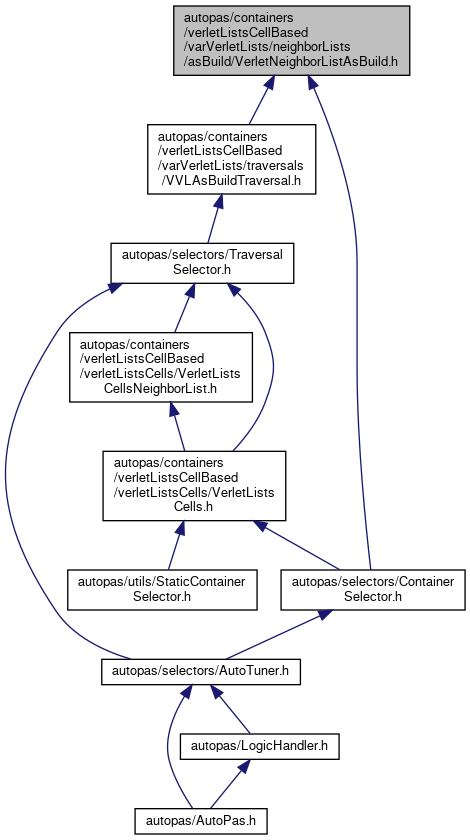 autopas/containers
/verletListsCellBased
/varVerletLists/neighborLists
/asBuild/VerletNeighborListAsBuild.h
autopas/containers
/verletListsCellBased
/varVerletLists/traversals
/VVLAsBuildTraversal.h
autopas/selectors/Traversal
Selector.h
autopas/containers
/verletListsCellBased
/verletListsCells/VerletLists
CellsNeighborList.h
autopas/containers
/verletListsCellBased
/verletListsCells/VerletLists
Cells.h
autopas/utils/StaticContainer
Selector.h
autopas/selectors/Container
Selector.h
autopas/selectors/AutoTuner.h
autopas/LogicHandler.h
autopas/AutoPas.h